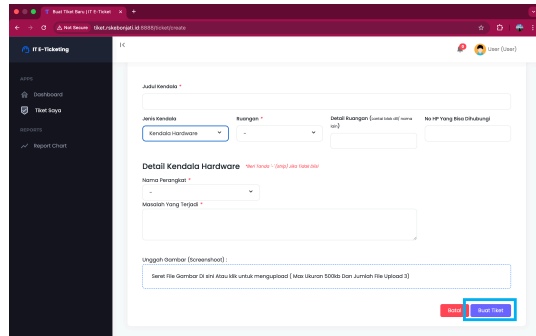 Buat Tiket Baru | IT E-Ticket
Not Secure tiket.rskebonjati.id:8888/ticket/create
IT E-Ticketing
User (User)
APPS
Dashboard
Tiket Saya
REPORTS
Report Chart
Judul Kendala *
Jenis Kendala
Ruangan *
No HP Yang Bisa Dihubungi
Kendala Hardware
-
Detail Kendala Hardware
Nama Perangkat *
-
Masalah Yang Terjadi *
Unggah Gambar (Screenshoot) :
Seret File Gambar Di sini Atau klik untuk mengupload ( Max Ukuran 500kb Dan Jumlah File Upload 3)
Batal
Buat Tiket